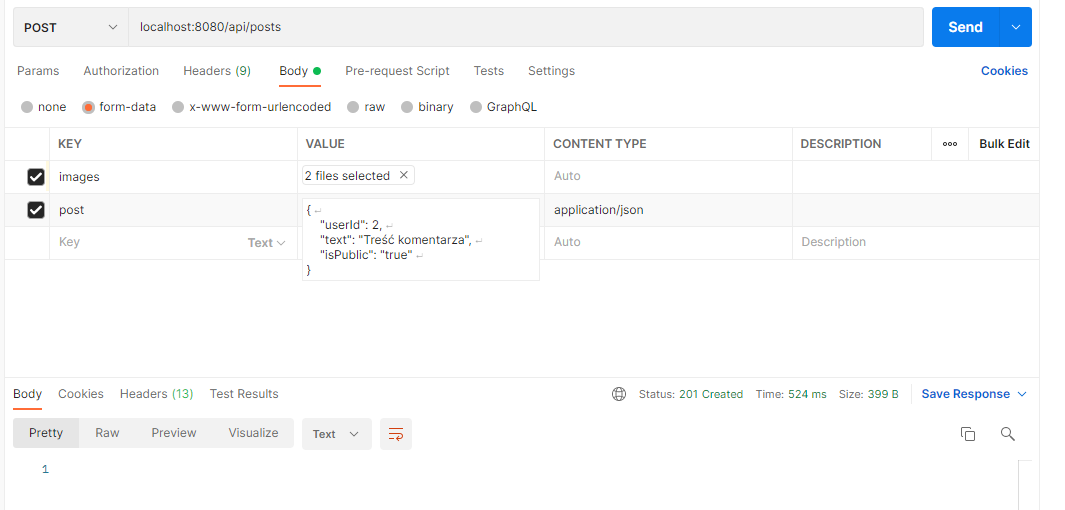 POST localhost:8080/api/posts Send
Params Authorization Headers (9) Body Pre-request Script Tests Settings Cookies
none form-data x-www-form-urlencoded raw binary GraphQL
KEY VALUE CONTENT TYPE DESCRIPTION ooo Bulk Edit
images 2 files selected Auto
post { application/json
"userId": 2,
"text": "Treść komentarza",
"isPublic": "true"
}
Key Text Auto Description
Body Cookies Headers (13) Test Results Status: 201 Created Time: 524 ms Size: 399 B Save Response
Pretty Raw Preview Visualize Text
1